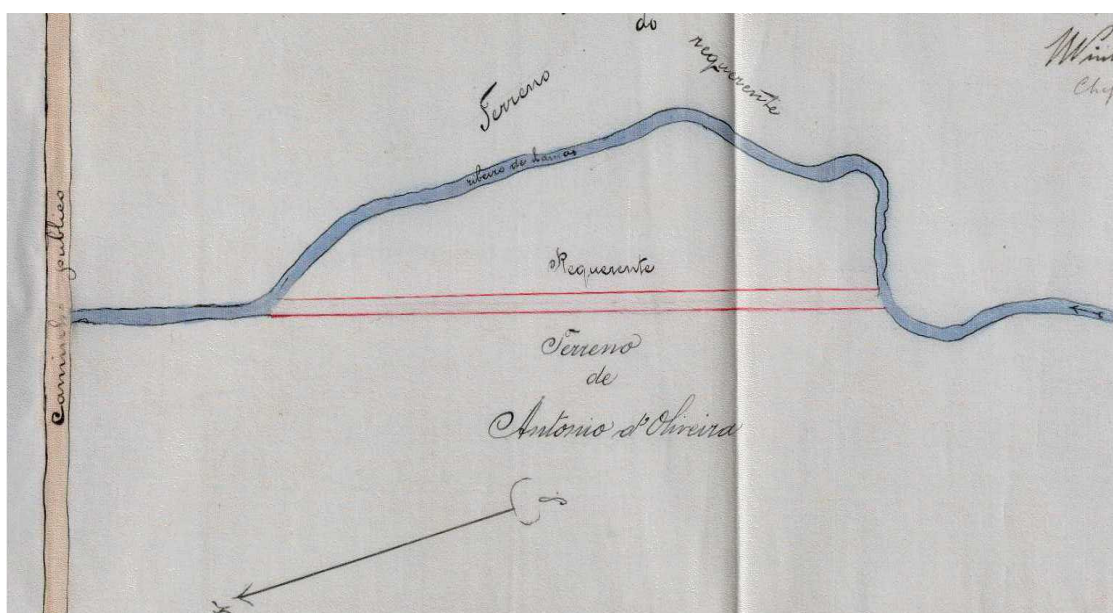 do
Terreno
requerente
ribeiro de Lamas
Caminho publico
Requerente
Terreno
de
Antonio d'Oliveira